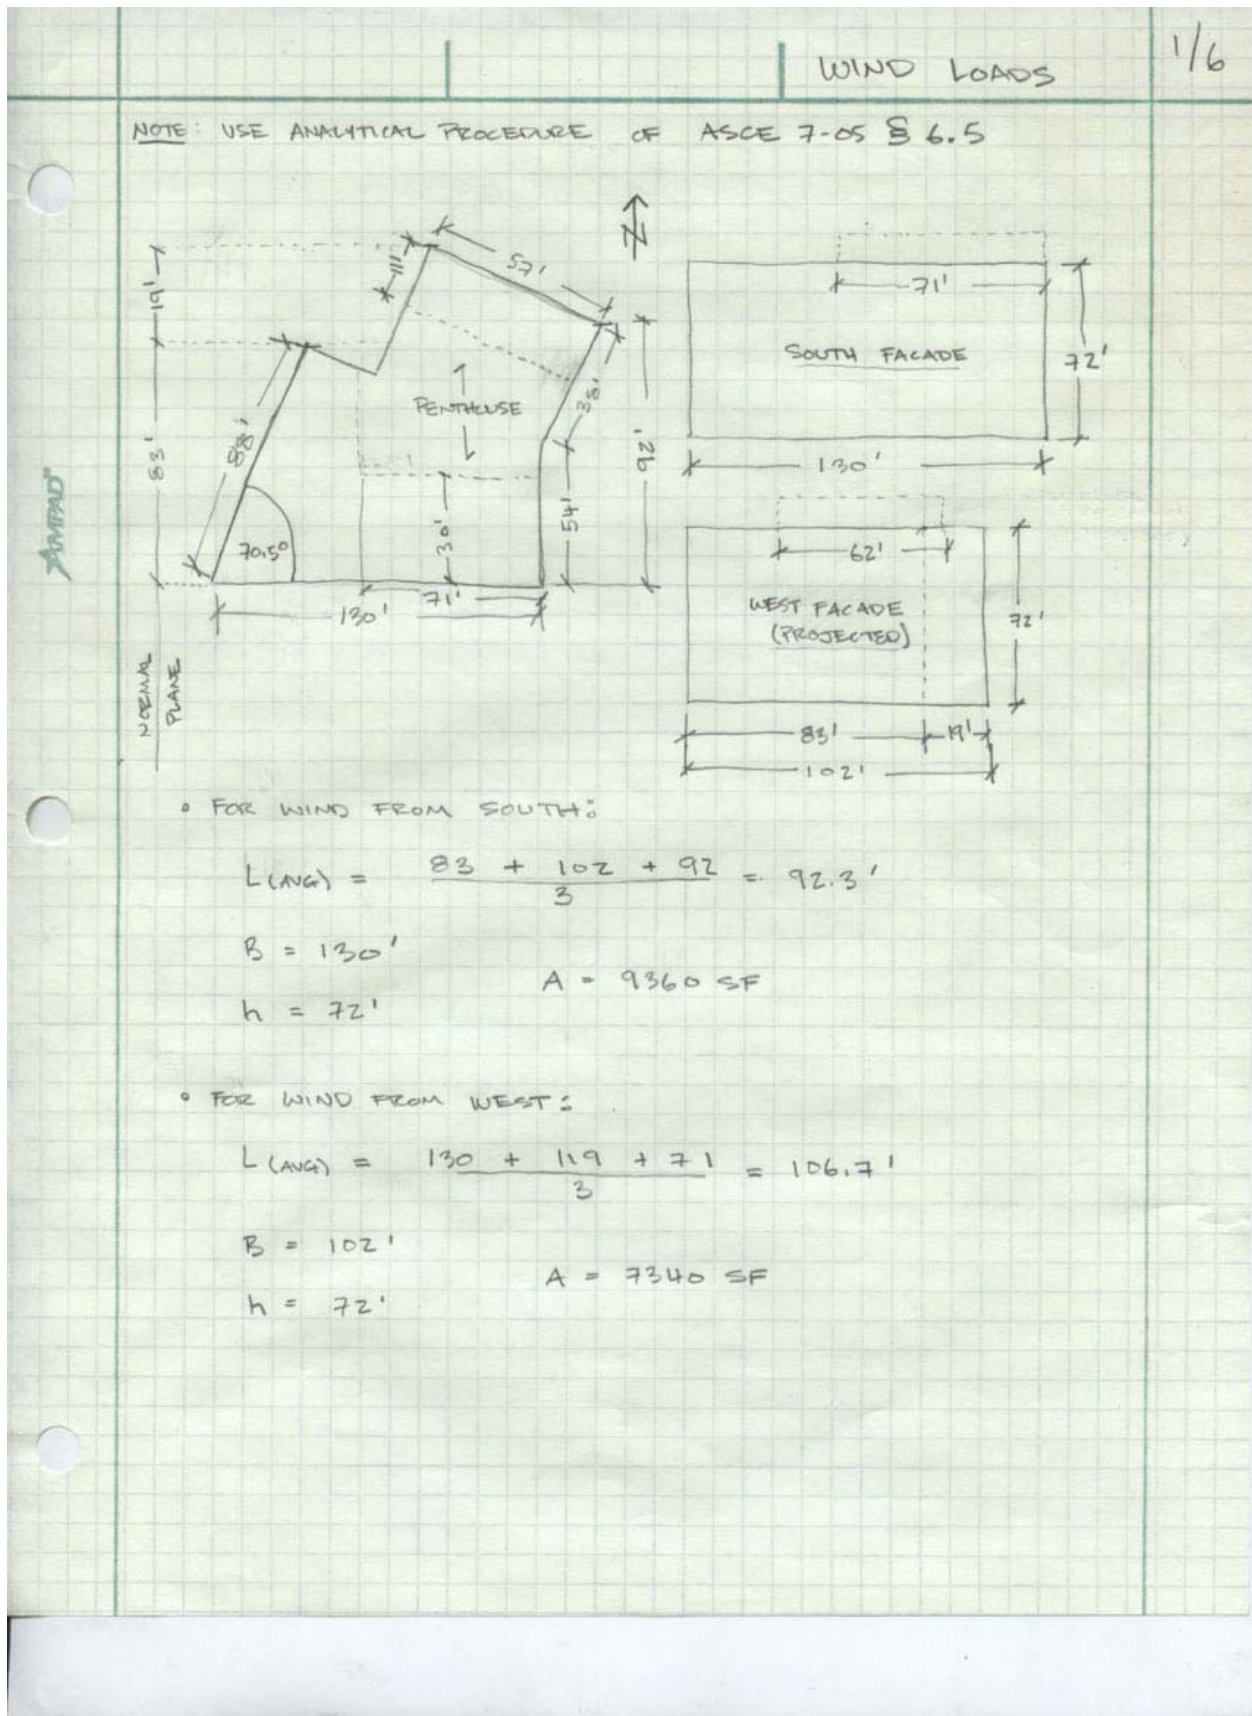 WIND LOADS
1/6
NOTE: USE ANALYTICAL PROCEDURE OF ASCE 7-05 § 6.5
N
19'
83'
88'
70.5°
11'
57'
38'
PENTHOUSE
92'
54'
30'
71'
130'
NORMAL
PLANE
71'
SOUTH FACADE
72'
130'
62'
WEST FACADE
(PROJECTED)
72'
83'
19'
102'
AMPAD
• FOR WIND FROM SOUTH:
L(AVG) = 83 + 102 + 92 / 3 = 92.3'
B = 130'
A = 9360 SF
h = 72'
• FOR WIND FROM WEST:
L(AVG) = 130 + 119 + 71 / 3 = 106.7'
B = 102'
A = 7340 SF
h = 72'